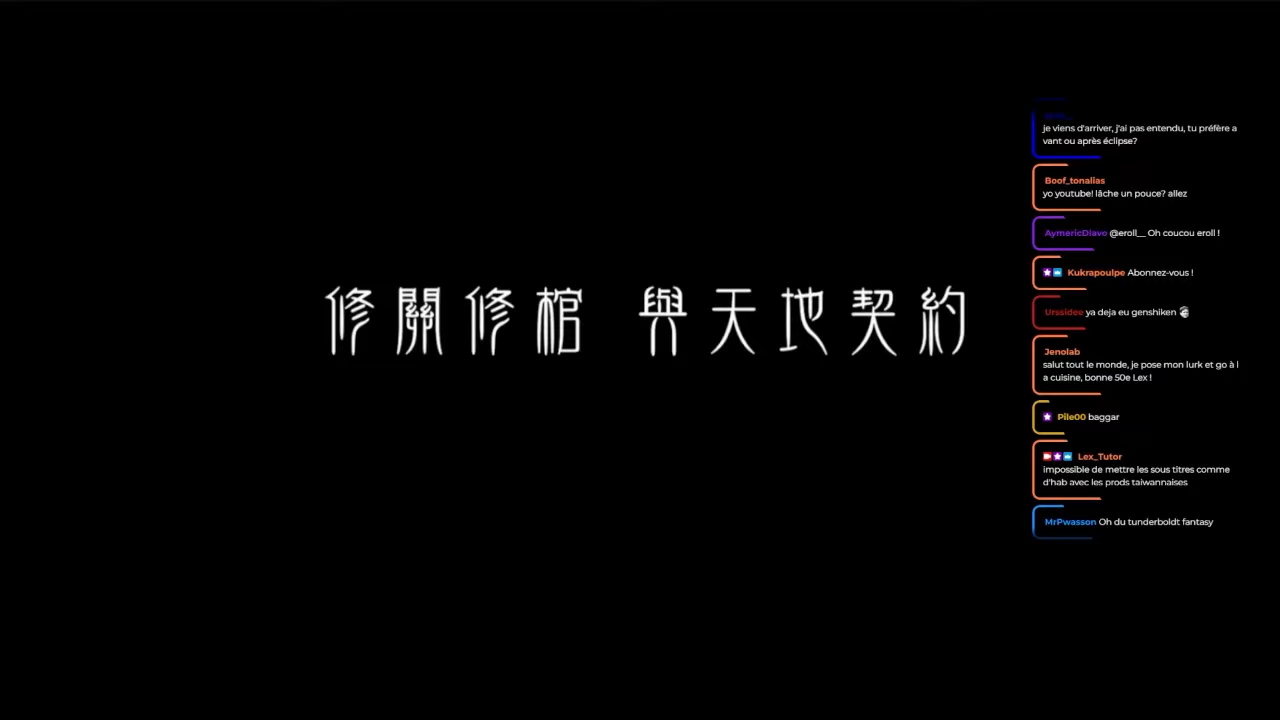 修關修棺 與天地契約
je viens d'arriver, j'ai pas entendu, tu préfère a
vant ou après éclipse?
Boof_tonalias
yo youtube! lâche un pouce? allez
AymericDlavo @eroll__ Oh coucou eroll !
Kukrapoulpe Abonnez-vous !
Urssidee ya deja eu genshiken
Jenolab
salut tout le monde, je pose mon lurk et go à l
a cuisine, bonne 50e Lex !
Pile00 baggar
Lex_Tutor
impossible de mettre les sous titres comme
d'hab avec les prods taiwannaises
MrPwasson Oh du tunderboldt fantasy